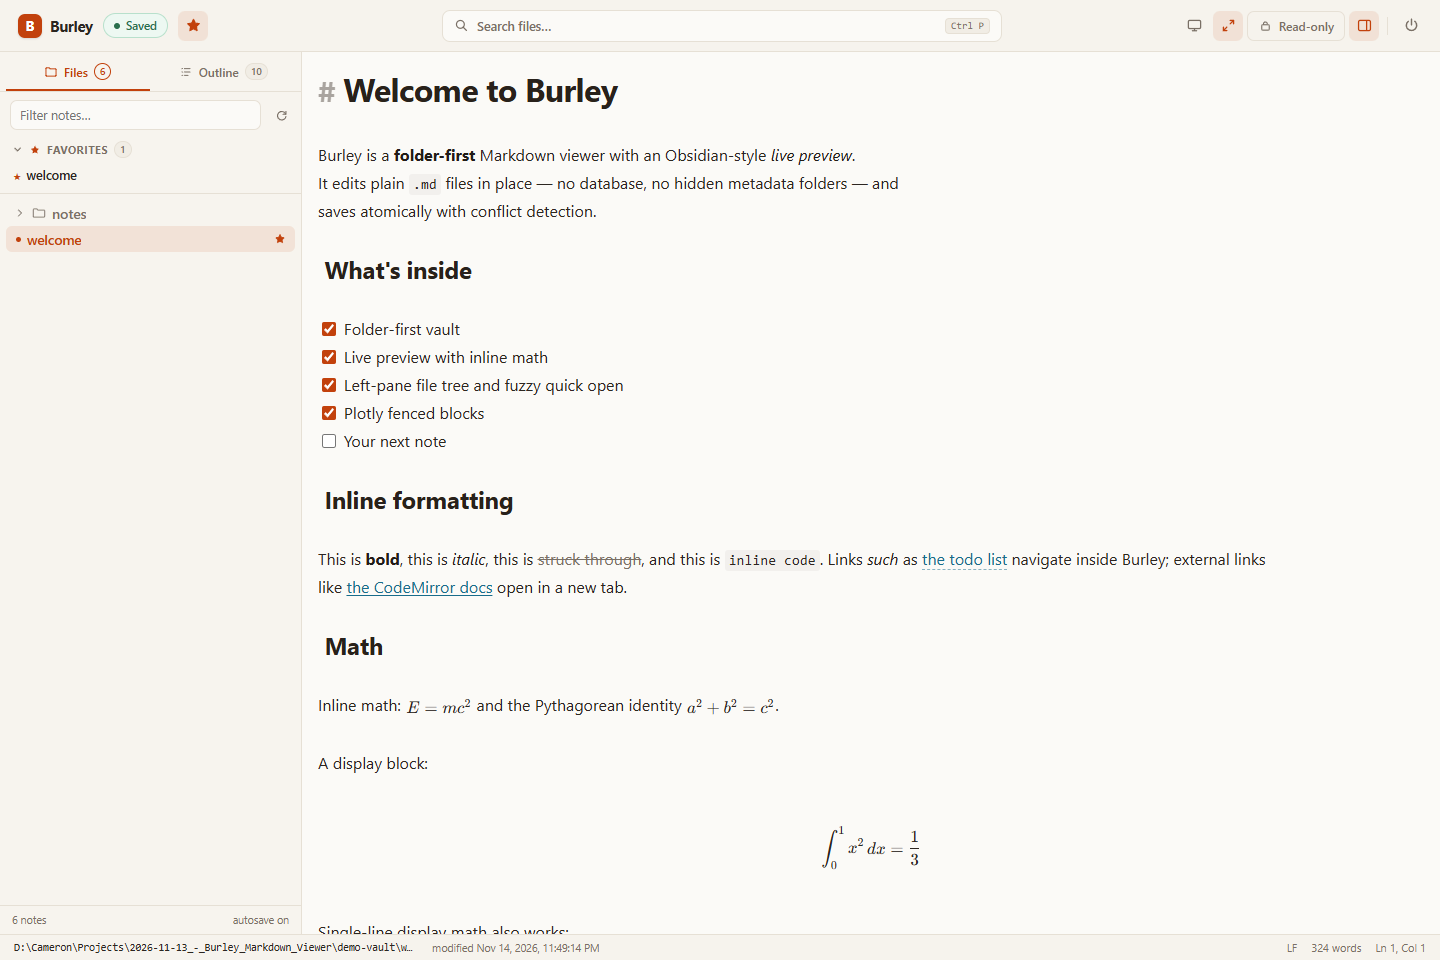 B Burley Saved
Search files... Ctrl P
Read-only
Files 6 Outline 10
Filter notes...
FAVORITES 1
welcome
notes
welcome
6 notes autosave on
# Welcome to Burley
Burley is a folder-first Markdown viewer with an Obsidian-style live preview.
It edits plain .md files in place — no database, no hidden metadata folders — and
saves atomically with conflict detection.
What's inside
Folder-first vault
Live preview with inline math
Left-pane file tree and fuzzy quick open
Plotly fenced blocks
Your next note
Inline formatting
This is bold, this is italic, this is struck through, and this is inline code. Links such as the todo list navigate inside Burley; external links
like the CodeMirror docs open in a new tab.
Math
Inline math: E = mc² and the Pythagorean identity a² + b² = c².
A display block:
∫₀¹ x² dx = 1/3
Single-line display math also works:
D:\Cameron\Projects\2026-11-13_-_Burley_Markdown_Viewer\demo-vault\w… modified Nov 14, 2026, 11:49:14 PM LF 324 words Ln 1, Col 1